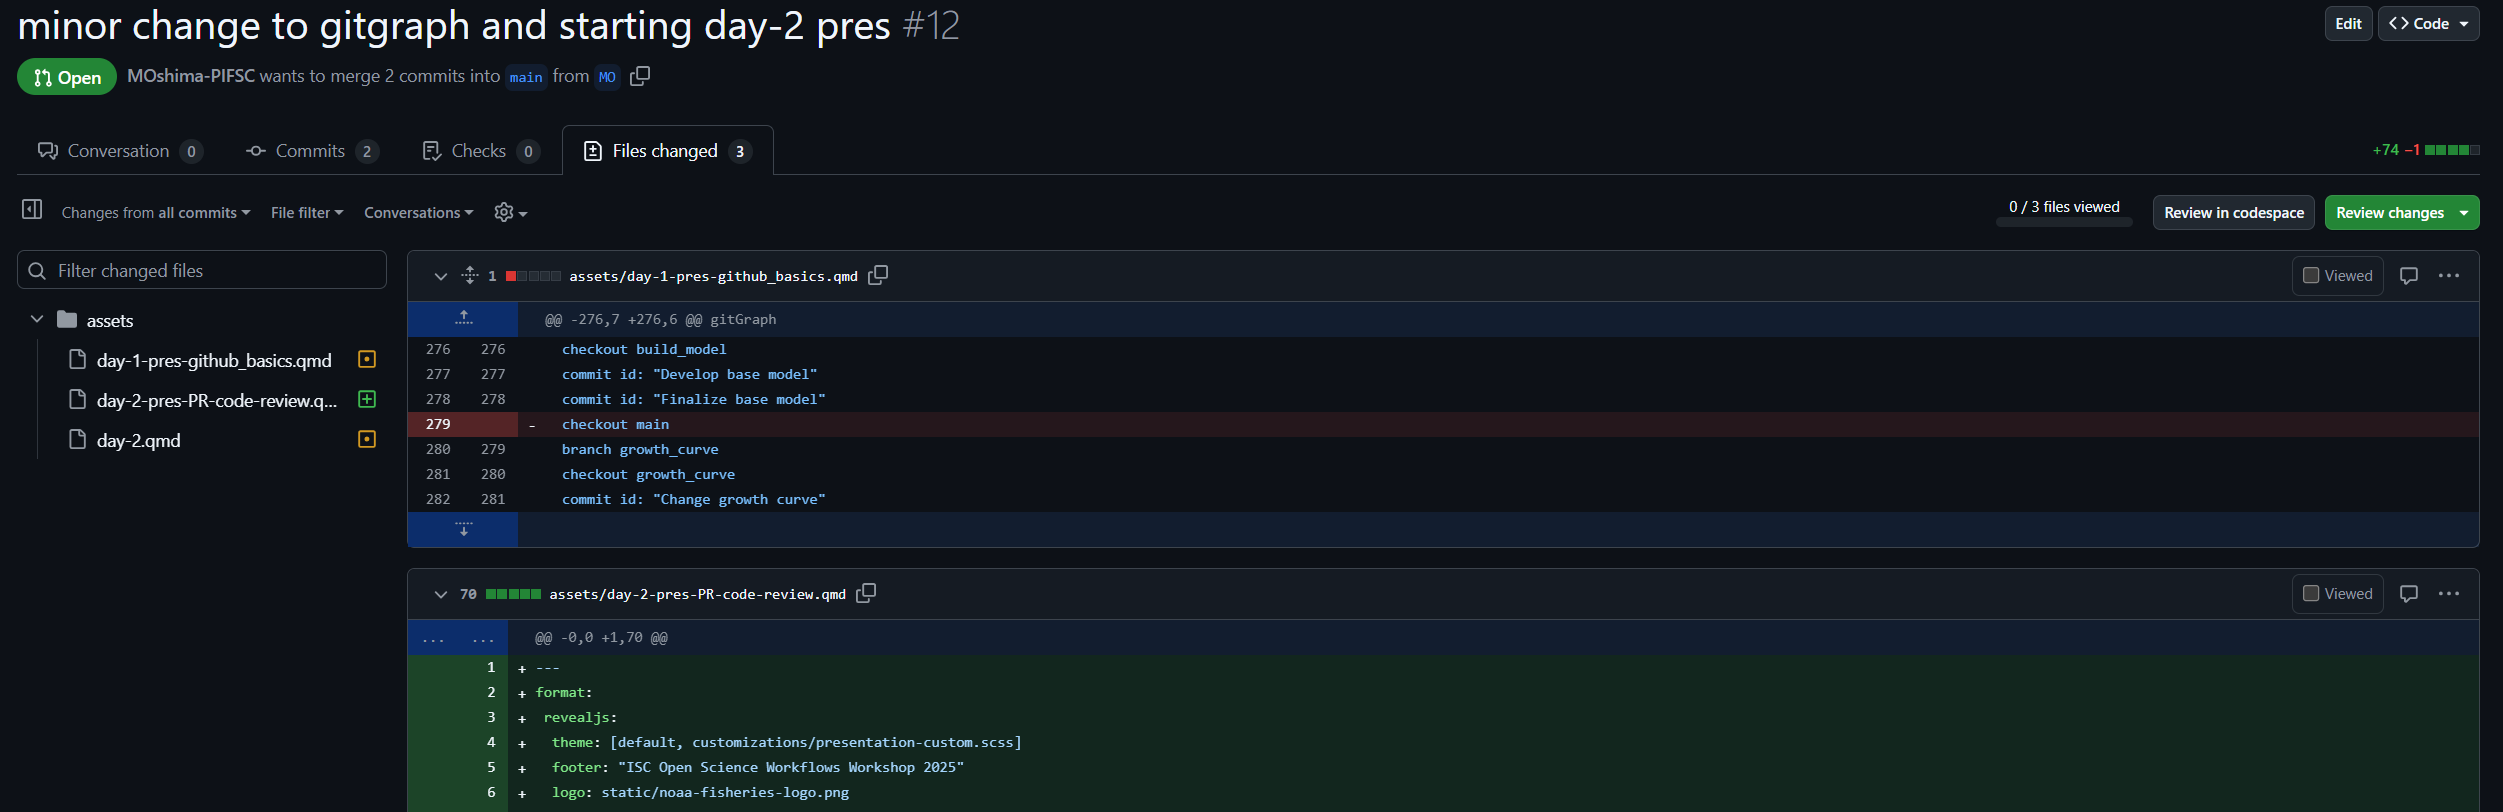 minor change to gitgraph and starting day-2 pres #12
Edit
<> Code
Open
MOshima-PIFSC wants to merge 2 commits into main from MO
Conversation 0
Commits 2
Checks 0
Files changed 3
+74 −1
Changes from all commits
File filter
Conversations
0 / 3 files viewed
Review in codespace
Review changes
Filter changed files
assets
day-1-pres-github_basics.qmd
day-2-pres-PR-code-review.q...
day-2.qmd
1 assets/day-1-pres-github_basics.qmd
Viewed
@@ -276,7 +276,6 @@ gitGraph
276 276 checkout build_model
277 277 commit id: "Develop base model"
278 278 commit id: "Finalize base model"
279 - checkout main
280 279 branch growth_curve
281 280 checkout growth_curve
282 281 commit id: "Change growth curve"
70 assets/day-2-pres-PR-code-review.qmd
Viewed
... ... @@ -0,0 +1,70 @@
1 + ---
2 + format:
3 + revealjs:
4 + theme: [default, customizations/presentation-custom.scss]
5 + footer: "ISC Open Science Workflows Workshop 2025"
6 + logo: static/noaa-fisheries-logo.png